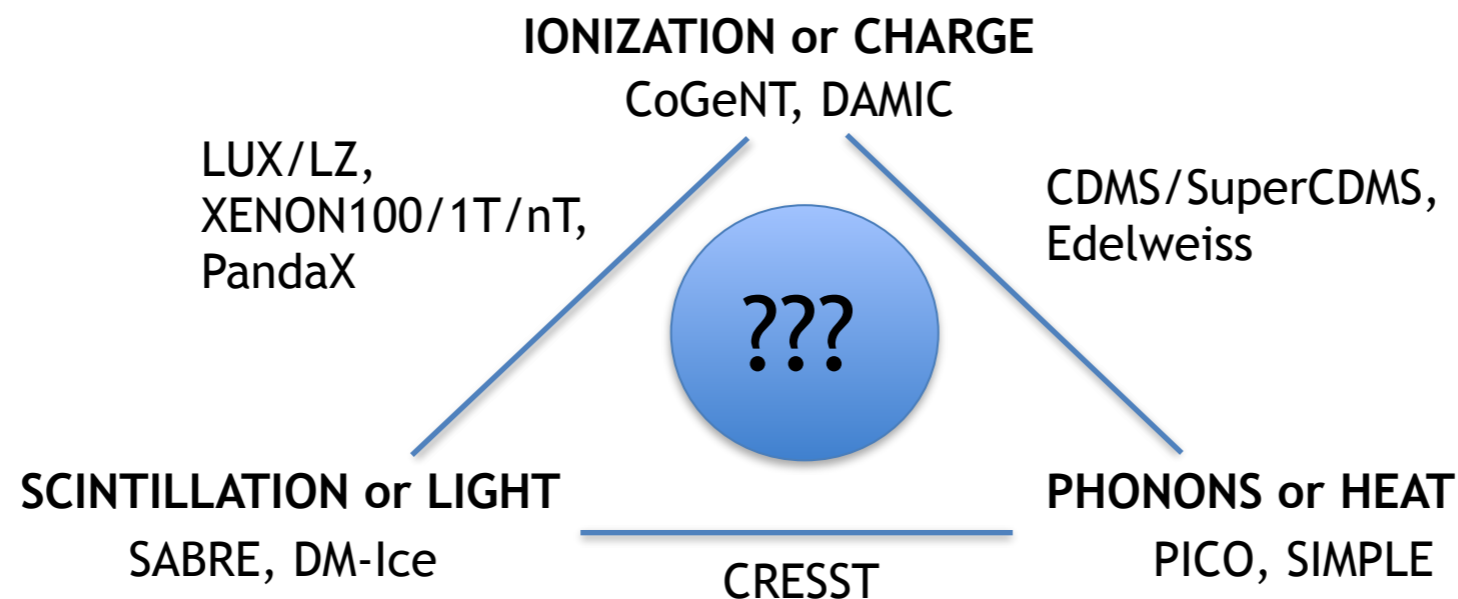 IONIZATION or CHARGE
CoGeNT, DAMIC
LUX/LZ,
XENON100/1T/nT,
PandaX
CDMS/SuperCDMS,
Edelweiss
???
SCINTILLATION or LIGHT
SABRE, DM-Ice
PHONONS or HEAT
PICO, SIMPLE
CRESST